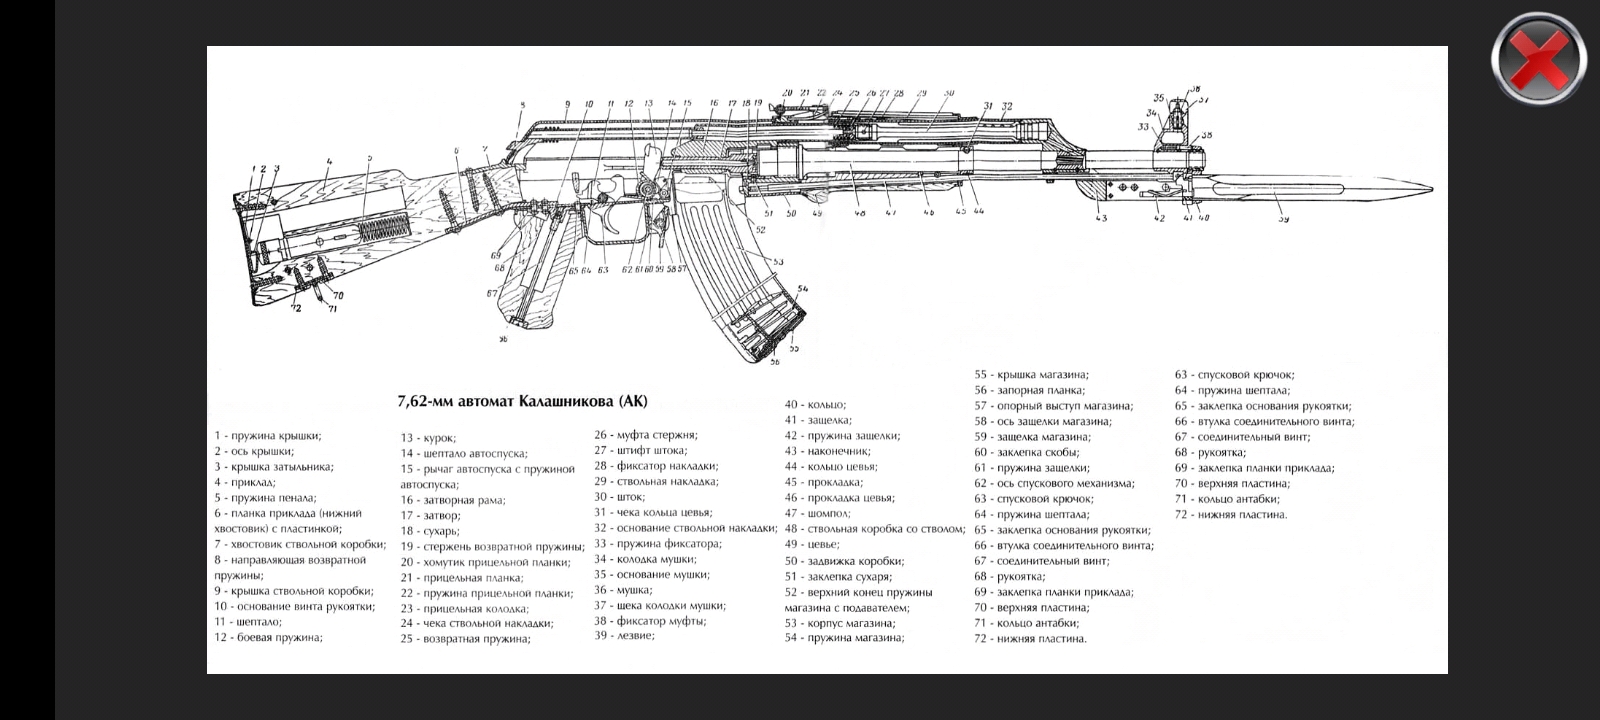 8 9 10 11 12 13 14 15 16 17 18 19 20 21 22 24 25 26 27 28 29 30 31 32
36
35 37
34
33 38
1 2 3 4 5 6 7
51 50 49 48 47 46 45 44 43 42 41 40 39
52
69
68 65 64 63 62 61 60 59 58 57 53
67
70
72 71
54
55
56
7,62-мм автомат Калашникова (АК)
1 - пружина крышки;
2 - ось крышки;
3 - крышка затыльника;
4 - приклад;
5 - пружина пенала;
6 - планка приклада (нижний
хвостовик) с пластинкой;
7 - хвостовик ствольной коробки;
8 - направляющая возвратной
пружины;
9 - крышка ствольной коробки;
10 - основание винта рукоятки;
11 - шептало;
12 - боевая пружина;
13 - курок;
14 - шептало автоспуска;
15 - рычаг автоспуска с пружиной
автоспуска;
16 - затворная рама;
17 - затвор;
18 - сухарь;
19 - стержень возвратной пружины;
20 - хомутик прицельной планки;
21 - прицельная планка;
22 - пружина прицельной планки;
23 - прицельная колодка;
24 - чека ствольной накладки;
25 - возвратная пружина;
26 - муфта стержня;
27 - штифт штока;
28 - фиксатор накладки;
29 - ствольная накладка;
30 - шток;
31 - чека кольца цевья;
32 - основание ствольной накладки;
33 - пружина фиксатора;
34 - колодка мушки;
35 - основание мушки;
36 - мушка;
37 - щека колодки мушки;
38 - фиксатор муфты;
39 - лезвие;
40 - кольцо;
41 - защелка;
42 - пружина защелки;
43 - наконечник;
44 - кольцо цевья;
45 - прокладка;
46 - прокладка цевья;
47 - шомпол;
48 - ствольная коробка со стволом;
49 - цевье;
50 - задвижка коробки;
51 - заклепка сухаря;
52 - верхний конец пружины
магазина с подавателем;
53 - корпус магазина;
54 - пружина магазина;
55 - крышка магазина;
56 - запорная планка;
57 - опорный выступ магазина;
58 - ось защелки магазина;
59 - защелка магазина;
60 - заклепка скобы;
61 - пружина защелки;
62 - ось спускового механизма;
63 - спусковой крючок;
64 - пружина шептала;
65 - заклепка основания рукоятки;
66 - втулка соединительного винта;
67 - соединительный винт;
68 - рукоятка;
69 - заклепка планки приклада;
70 - верхняя пластина;
71 - кольцо антабки;
72 - нижняя пластина.
63 - спусковой крючок;
64 - пружина шептала;
65 - заклепка основания рукоятки;
66 - втулка соединительного винта;
67 - соединительный винт;
68 - рукоятка;
69 - заклепка планки приклада;
70 - верхняя пластина;
71 - кольцо антабки;
72 - нижняя пластина.